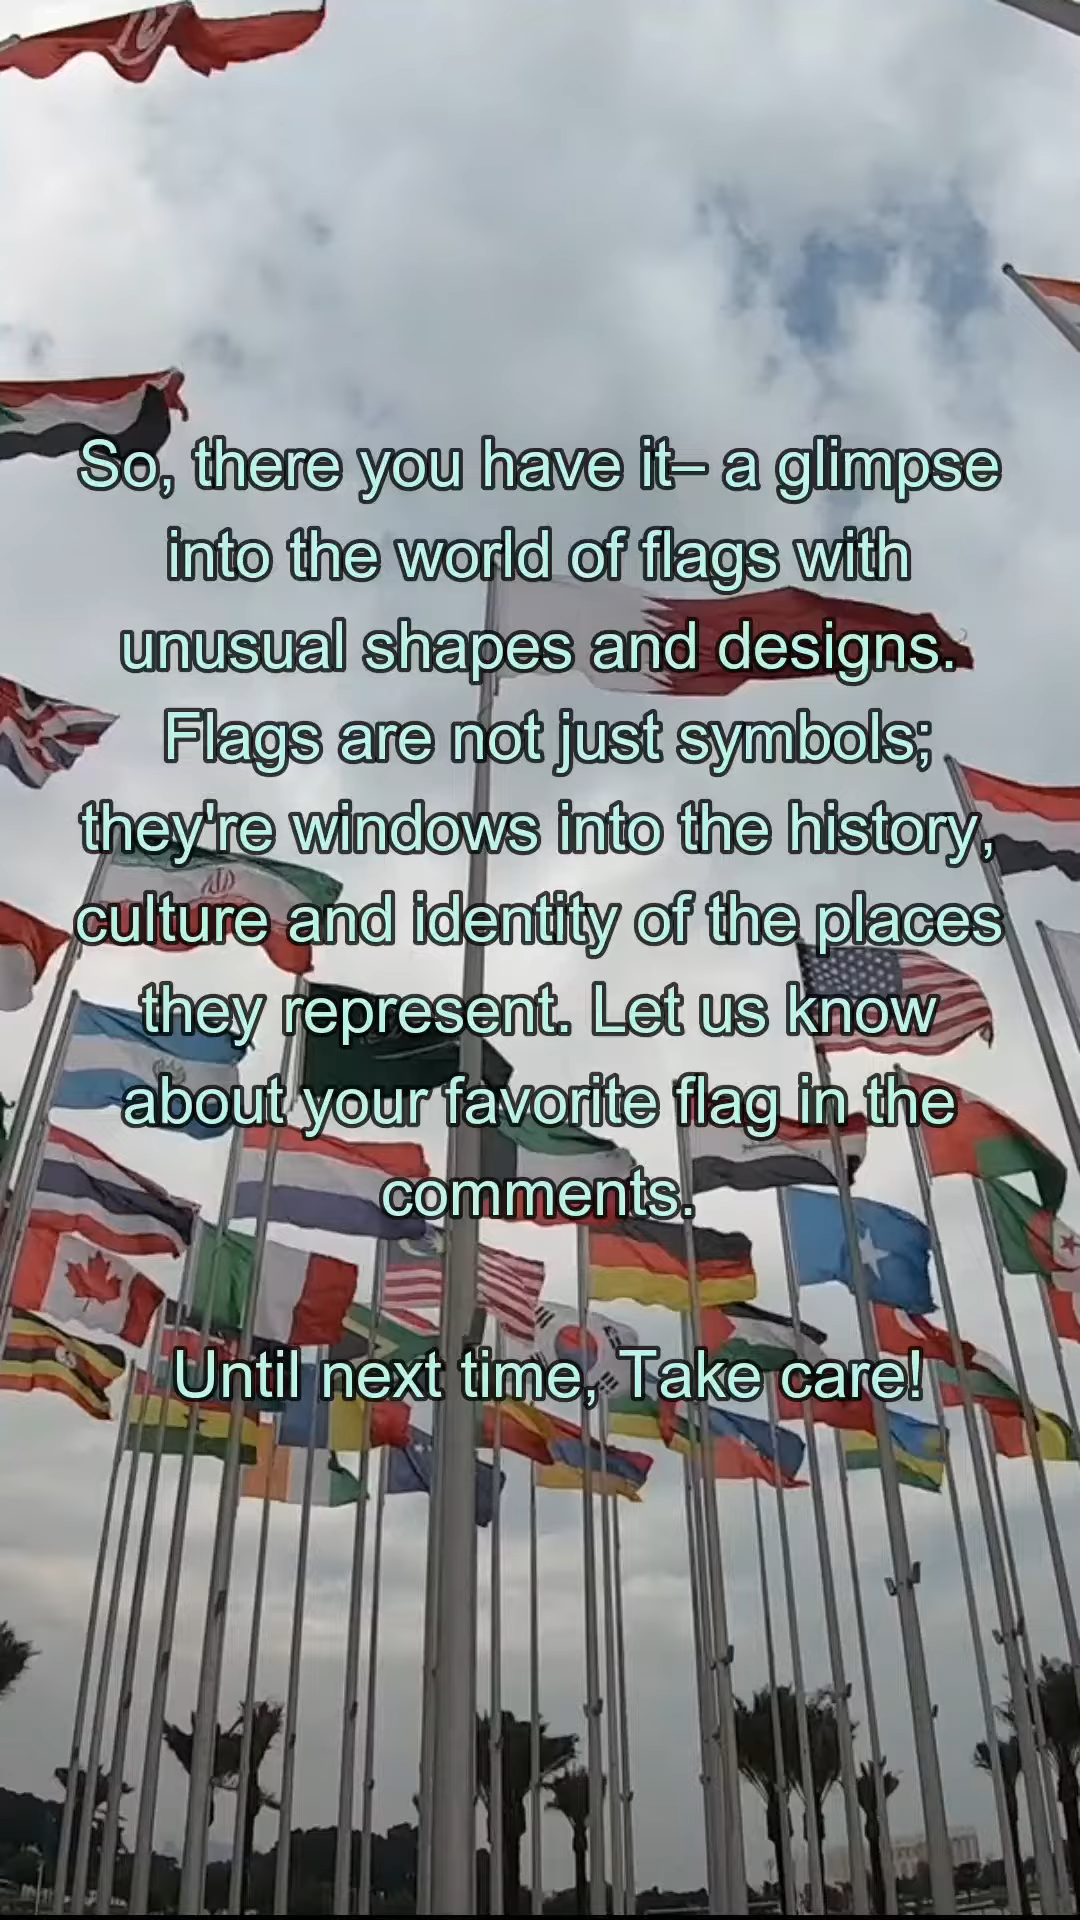 So, there you have it– a glimpse
into the world of flags with
unusual shapes and designs.
Flags are not just symbols;
they're windows into the history,
culture and identity of the places
they represent. Let us know
about your favorite flag in the
comments.
Until next time, Take care!